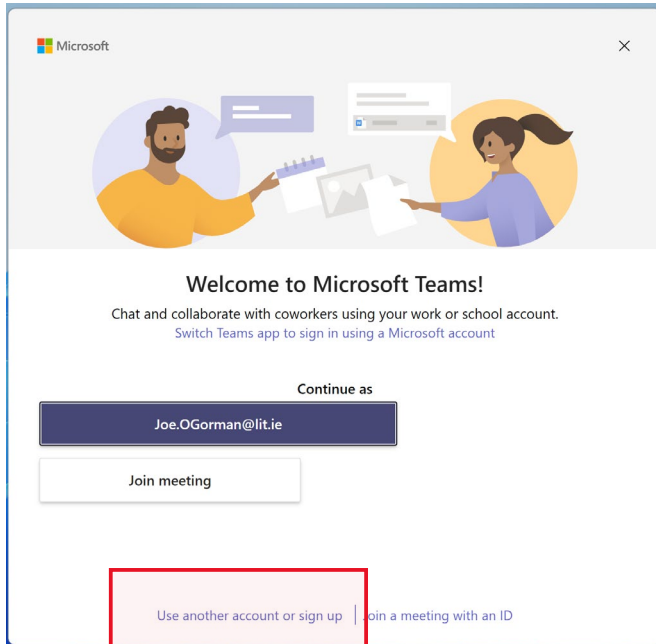 Microsoft
Welcome to Microsoft Teams!
Chat and collaborate with coworkers using your work or school account.
Switch Teams app to sign in using a Microsoft account
Continue as
Joe.OGorman@lit.ie
Join meeting
Use another account or sign up | Join a meeting with an ID